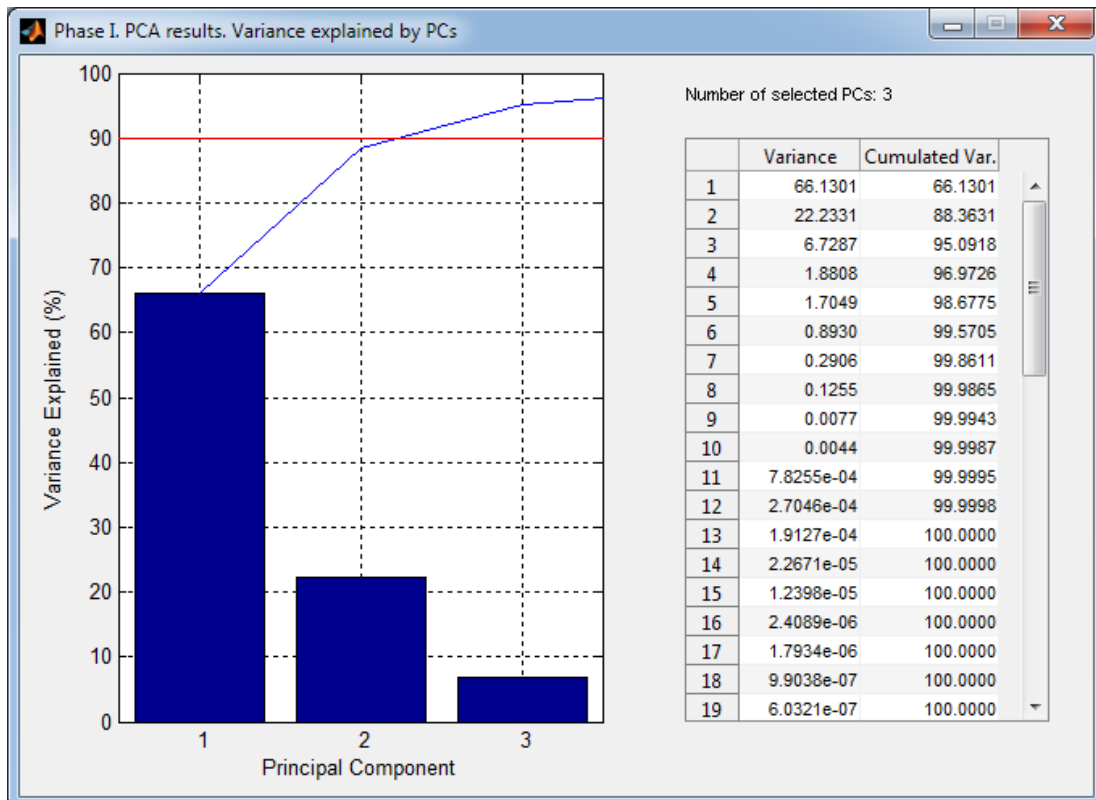 Phase I. PCA results. Variance explained by PCs
100
90
80
70
60
50
40
30
20
10
0
Variance Explained (%)
1 2 3
Principal Component
Number of selected PCs: 3
Variance Cumulated Var.
1 66.1301 66.1301
2 22.2331 88.3631
3 6.7287 95.0918
4 1.8808 96.9726
5 1.7049 98.6775
6 0.8930 99.5705
7 0.2906 99.8611
8 0.1255 99.9865
9 0.0077 99.9943
10 0.0044 99.9987
11 7.8255e-04 99.9995
12 2.7046e-04 99.9998
13 1.9127e-04 100.0000
14 2.2671e-05 100.0000
15 1.2398e-05 100.0000
16 2.4089e-06 100.0000
17 1.7934e-06 100.0000
18 9.9038e-07 100.0000
19 6.0321e-07 100.0000